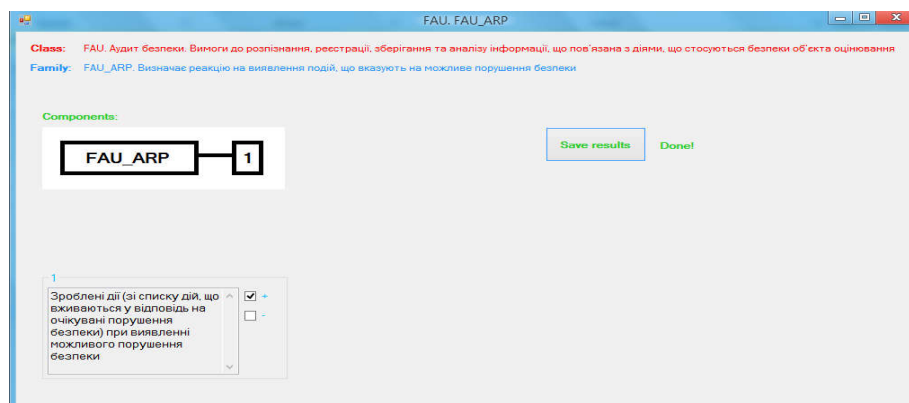 FAU. FAU_ARP
Class: FAU. Аудит безпеки. Вимоги до розпізнання, реєстрації, зберігання та аналізу інформації, що пов'язана з діями, що стосуються безпеки об'єкта оцінювання
Family: FAU_ARP. Визначає реакцію на виявлення подій, що вказують на можливе порушення безпеки
Components:
FAU_ARP 1
Save results Done!
1
Зроблені дії (зі списку дій, що
вживаються у відповідь на
очікувані порушення
безпеки) при виявленні
можливого порушення
безпеки
+
-